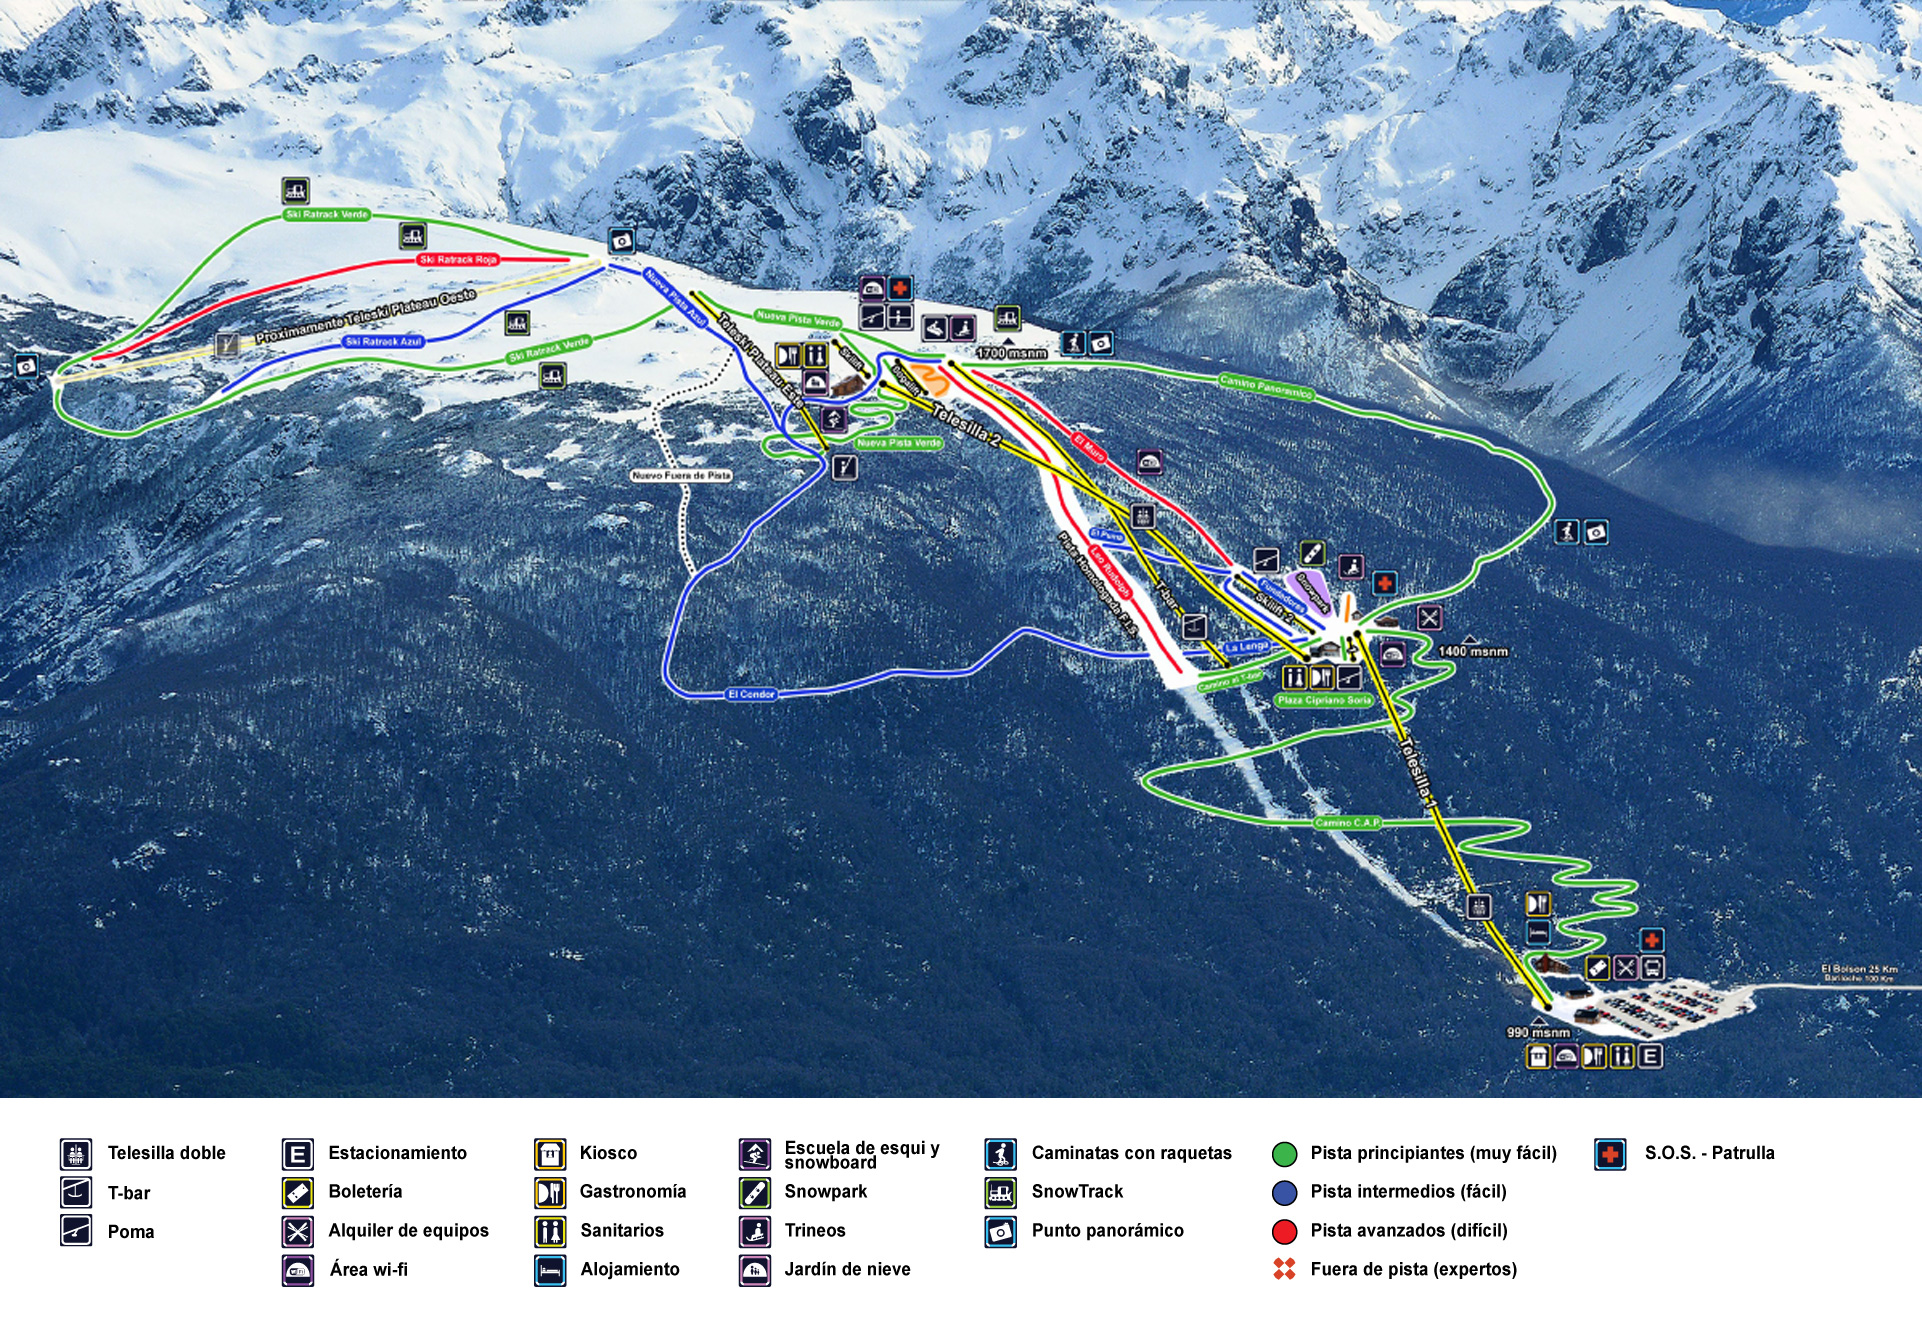 Ski Ratrack Verde
Ski Ratrack Roja
Proximamente Teleski Plateau Oeste
Ski Ratrack Azul
Ski Ratrack Verde
Nueva Pista Azul
Teleski Plateau Este
Nueva Pista Verde
Skilift
1700 msnm
Camino Panoramico
Telesilla 2
Nueva Pista Verde
El Muro
Nuevo Fuera de Pista
El Puma
Leo Rudolph
Pista Homologada F.I.S.
T-bar
Fundadores
Skilift 2
Snowpark
La Lenga
1400 msnm
Camino al T-bar
El Condor
Plaza Cipriano Soria
Telesilla 1
Camino C.A.P.
El Bolson 25 Km
Bariloche 100 Km
990 msnm
E
Telesilla doble
T-bar
Poma
E
Estacionamiento
Boletería
Alquiler de equipos
Área wi-fi
Kiosco
Gastronomía
Sanitarios
Alojamiento
Escuela de esqui y
snowboard
Snowpark
Trineos
Jardín de nieve
Caminatas con raquetas
SnowTrack
Punto panorámico
Pista principiantes (muy fácil)
Pista intermedios (fácil)
Pista avanzados (difícil)
Fuera de pista (expertos)
S.O.S. - Patrulla